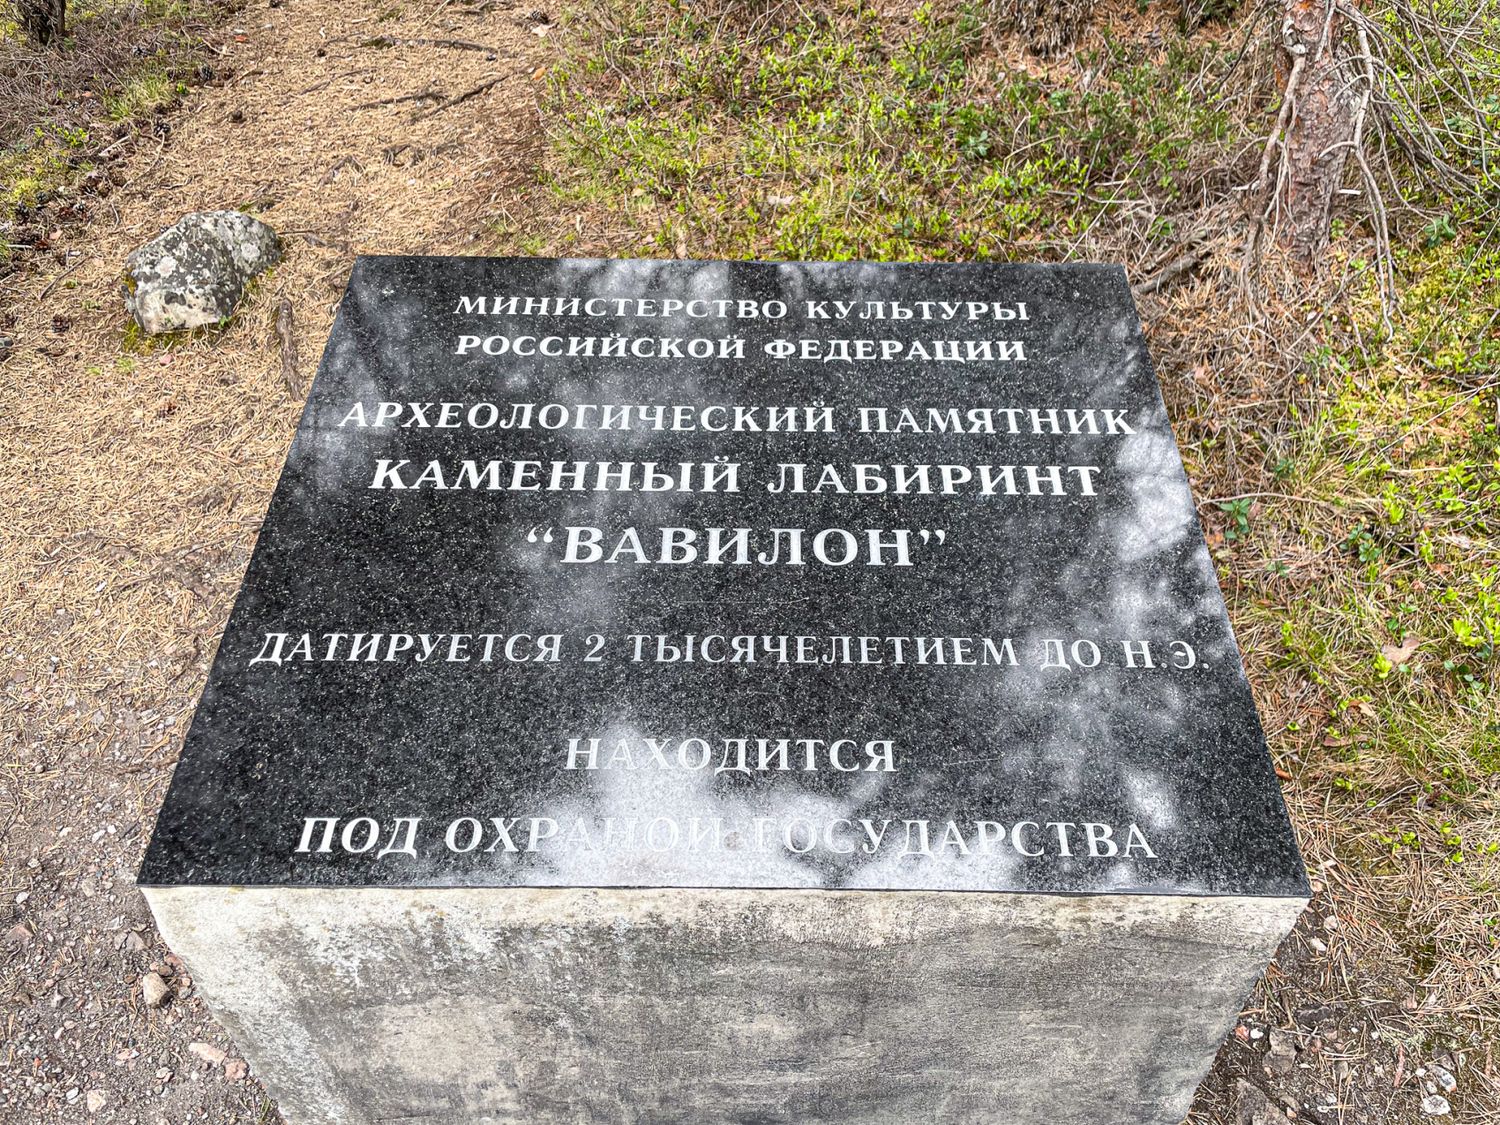 МИНИСТЕРСТВО КУЛЬТУРЫ
РОССИЙСКОЙ ФЕДЕРАЦИИ
АРХЕОЛОГИЧЕСКИЙ ПАМЯТНИК
КАМЕННЫЙ ЛАБИРИНТ
“ВАВИЛОН”
ДАТИРУЕТСЯ 2 ТЫСЯЧЕЛЕТИЕМ ДО Н.Э.
НАХОДИТСЯ
ПОД ОХРАНОЙ ГОСУДАРСТВА